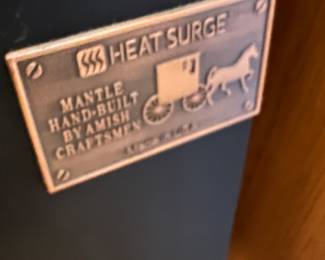 HEAT SURGE
MANTLE
HAND-BUILT
BY AMISH
CRAFTSMEN